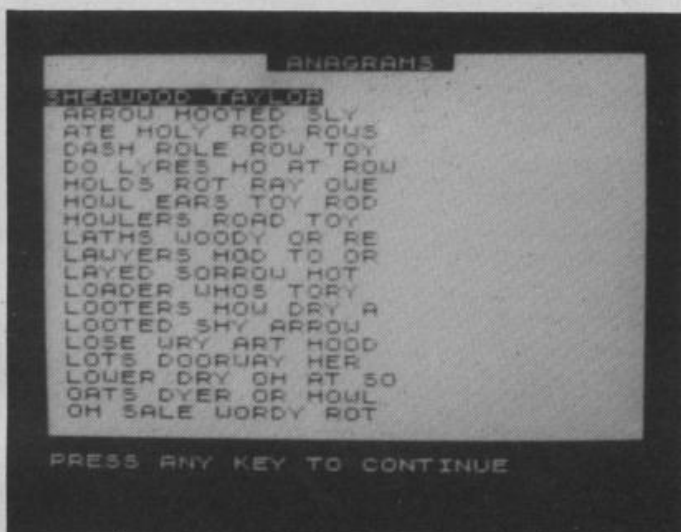 ANAGRAMS
SHERWOOD TAYLOR
ARROW HOOTED SLY
ATE HOLY ROD ROWS
DASH ROLE ROW TOY
DO LYRES HO AT ROW
HOLDS ROT RAY OWE
HOWL EARS TOY ROD
HOWLERS ROAD TOY
LATHS WOODY OR RE
LAWYERS HOD TO OR
LAYED SORROW HOT
LOADER WHOS TORY
LOOTERS HOW DRY A
LOOTED SHY ARROW
LOSE WRY ART HOOD
LOTS DOORWAY HER
LOWER DRY OH AT SO
OATS DYER OR HOWL
OH SALE WORDY ROT
PRESS ANY KEY TO CONTINUE